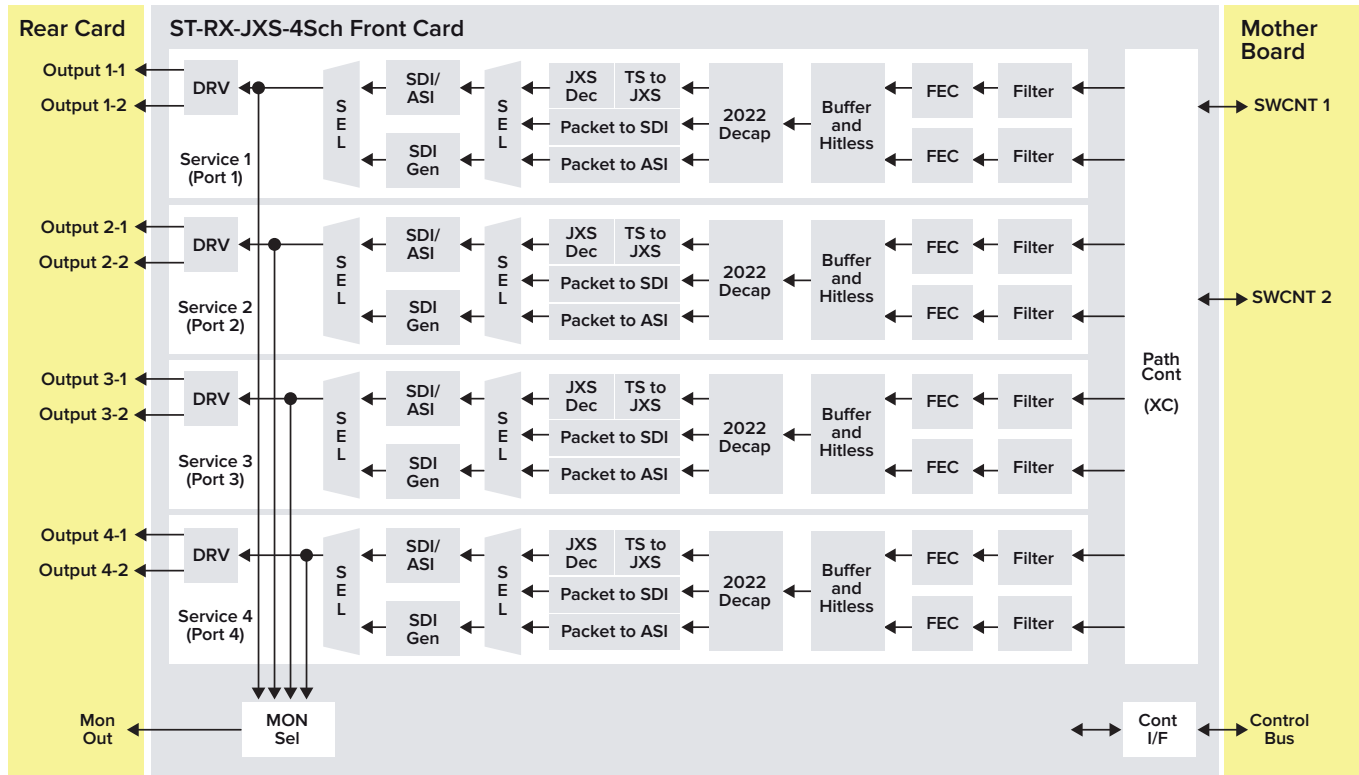 Rear Card
ST-RX-JXS-4Sch Front Card
Mother
Board
Output 1-1
Output 1-2
DRV
Service 1
(Port 1)
S
E
L
SDI/
ASI
SDI
Gen
S
E
L
JXS
Dec
TS to
JXS
Packet to SDI
Packet to ASI
2022
Decap
Buffer
and
Hitless
FEC
Filter
FEC
Filter
SWCNT 1
Output 2-1
Output 2-2
DRV
Service 2
(Port 2)
S
E
L
SDI/
ASI
SDI
Gen
S
E
L
JXS
Dec
TS to
JXS
Packet to SDI
Packet to ASI
2022
Decap
Buffer
and
Hitless
FEC
Filter
FEC
Filter
SWCNT 2
Path
Cont
(XC)
Output 3-1
Output 3-2
DRV
Service 3
(Port 3)
S
E
L
SDI/
ASI
SDI
Gen
S
E
L
JXS
Dec
TS to
JXS
Packet to SDI
Packet to ASI
2022
Decap
Buffer
and
Hitless
FEC
Filter
FEC
Filter
Output 4-1
Output 4-2
DRV
Service 4
(Port 4)
S
E
L
SDI/
ASI
SDI
Gen
S
E
L
JXS
Dec
TS to
JXS
Packet to SDI
Packet to ASI
2022
Decap
Buffer
and
Hitless
FEC
Filter
FEC
Filter
Mon
Out
MON
Sel
Cont
I/F
Control
Bus